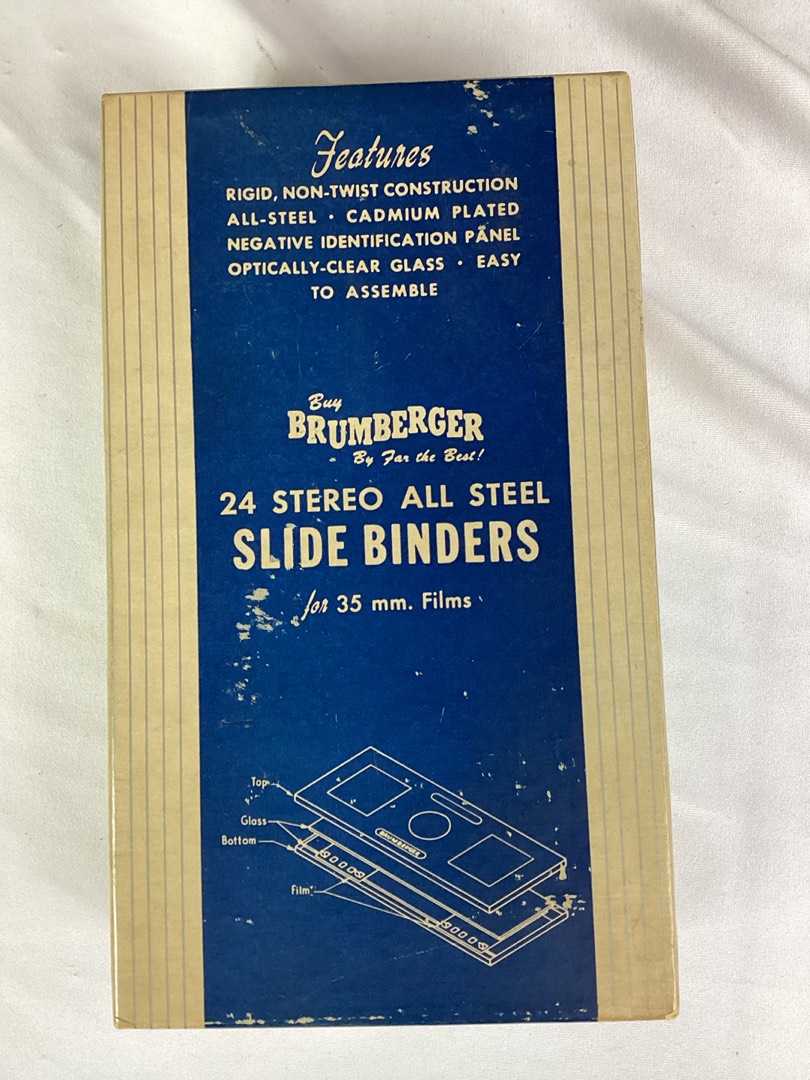 Features
RIGID, NON-TWIST CONSTRUCTION
ALL-STEEL · CADMIUM PLATED
NEGATIVE IDENTIFICATION PANEL
OPTICALLY-CLEAR GLASS · EASY
TO ASSEMBLE
Buy
BRUMBERGER
By Far the Best!
24 STEREO ALL STEEL
SLIDE BINDERS
for 35 mm. Films
Top
Glass
BRUMBERGER
Bottom
Film